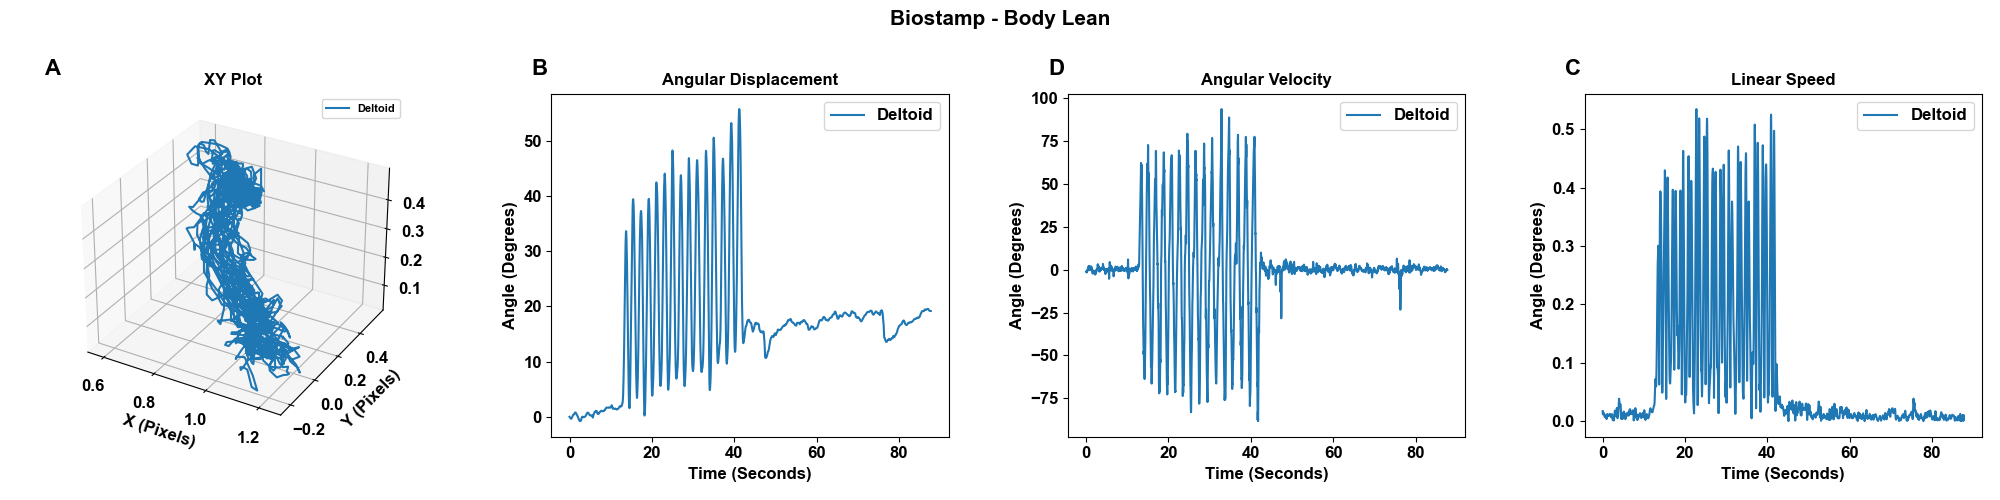 Biostamp - Body Lean
A
XY Plot
Deltoid
0.4
0.3
0.2
0.1
0.6
0.8
1.0
1.2
X (Pixels)
−0.2
0.0
0.2
0.4
Y (Pixels)
B
Angular Displacement
Deltoid
50
40
30
20
10
0
Angle (Degrees)
0 20 40 60 80
Time (Seconds)
D
Angular Velocity
Deltoid
100
75
50
25
0
−25
−50
−75
Angle (Degrees)
0 20 40 60 80
Time (Seconds)
C
Linear Speed
Deltoid
0.5
0.4
0.3
0.2
0.1
0.0
Angle (Degrees)
0 20 40 60 80
Time (Seconds)